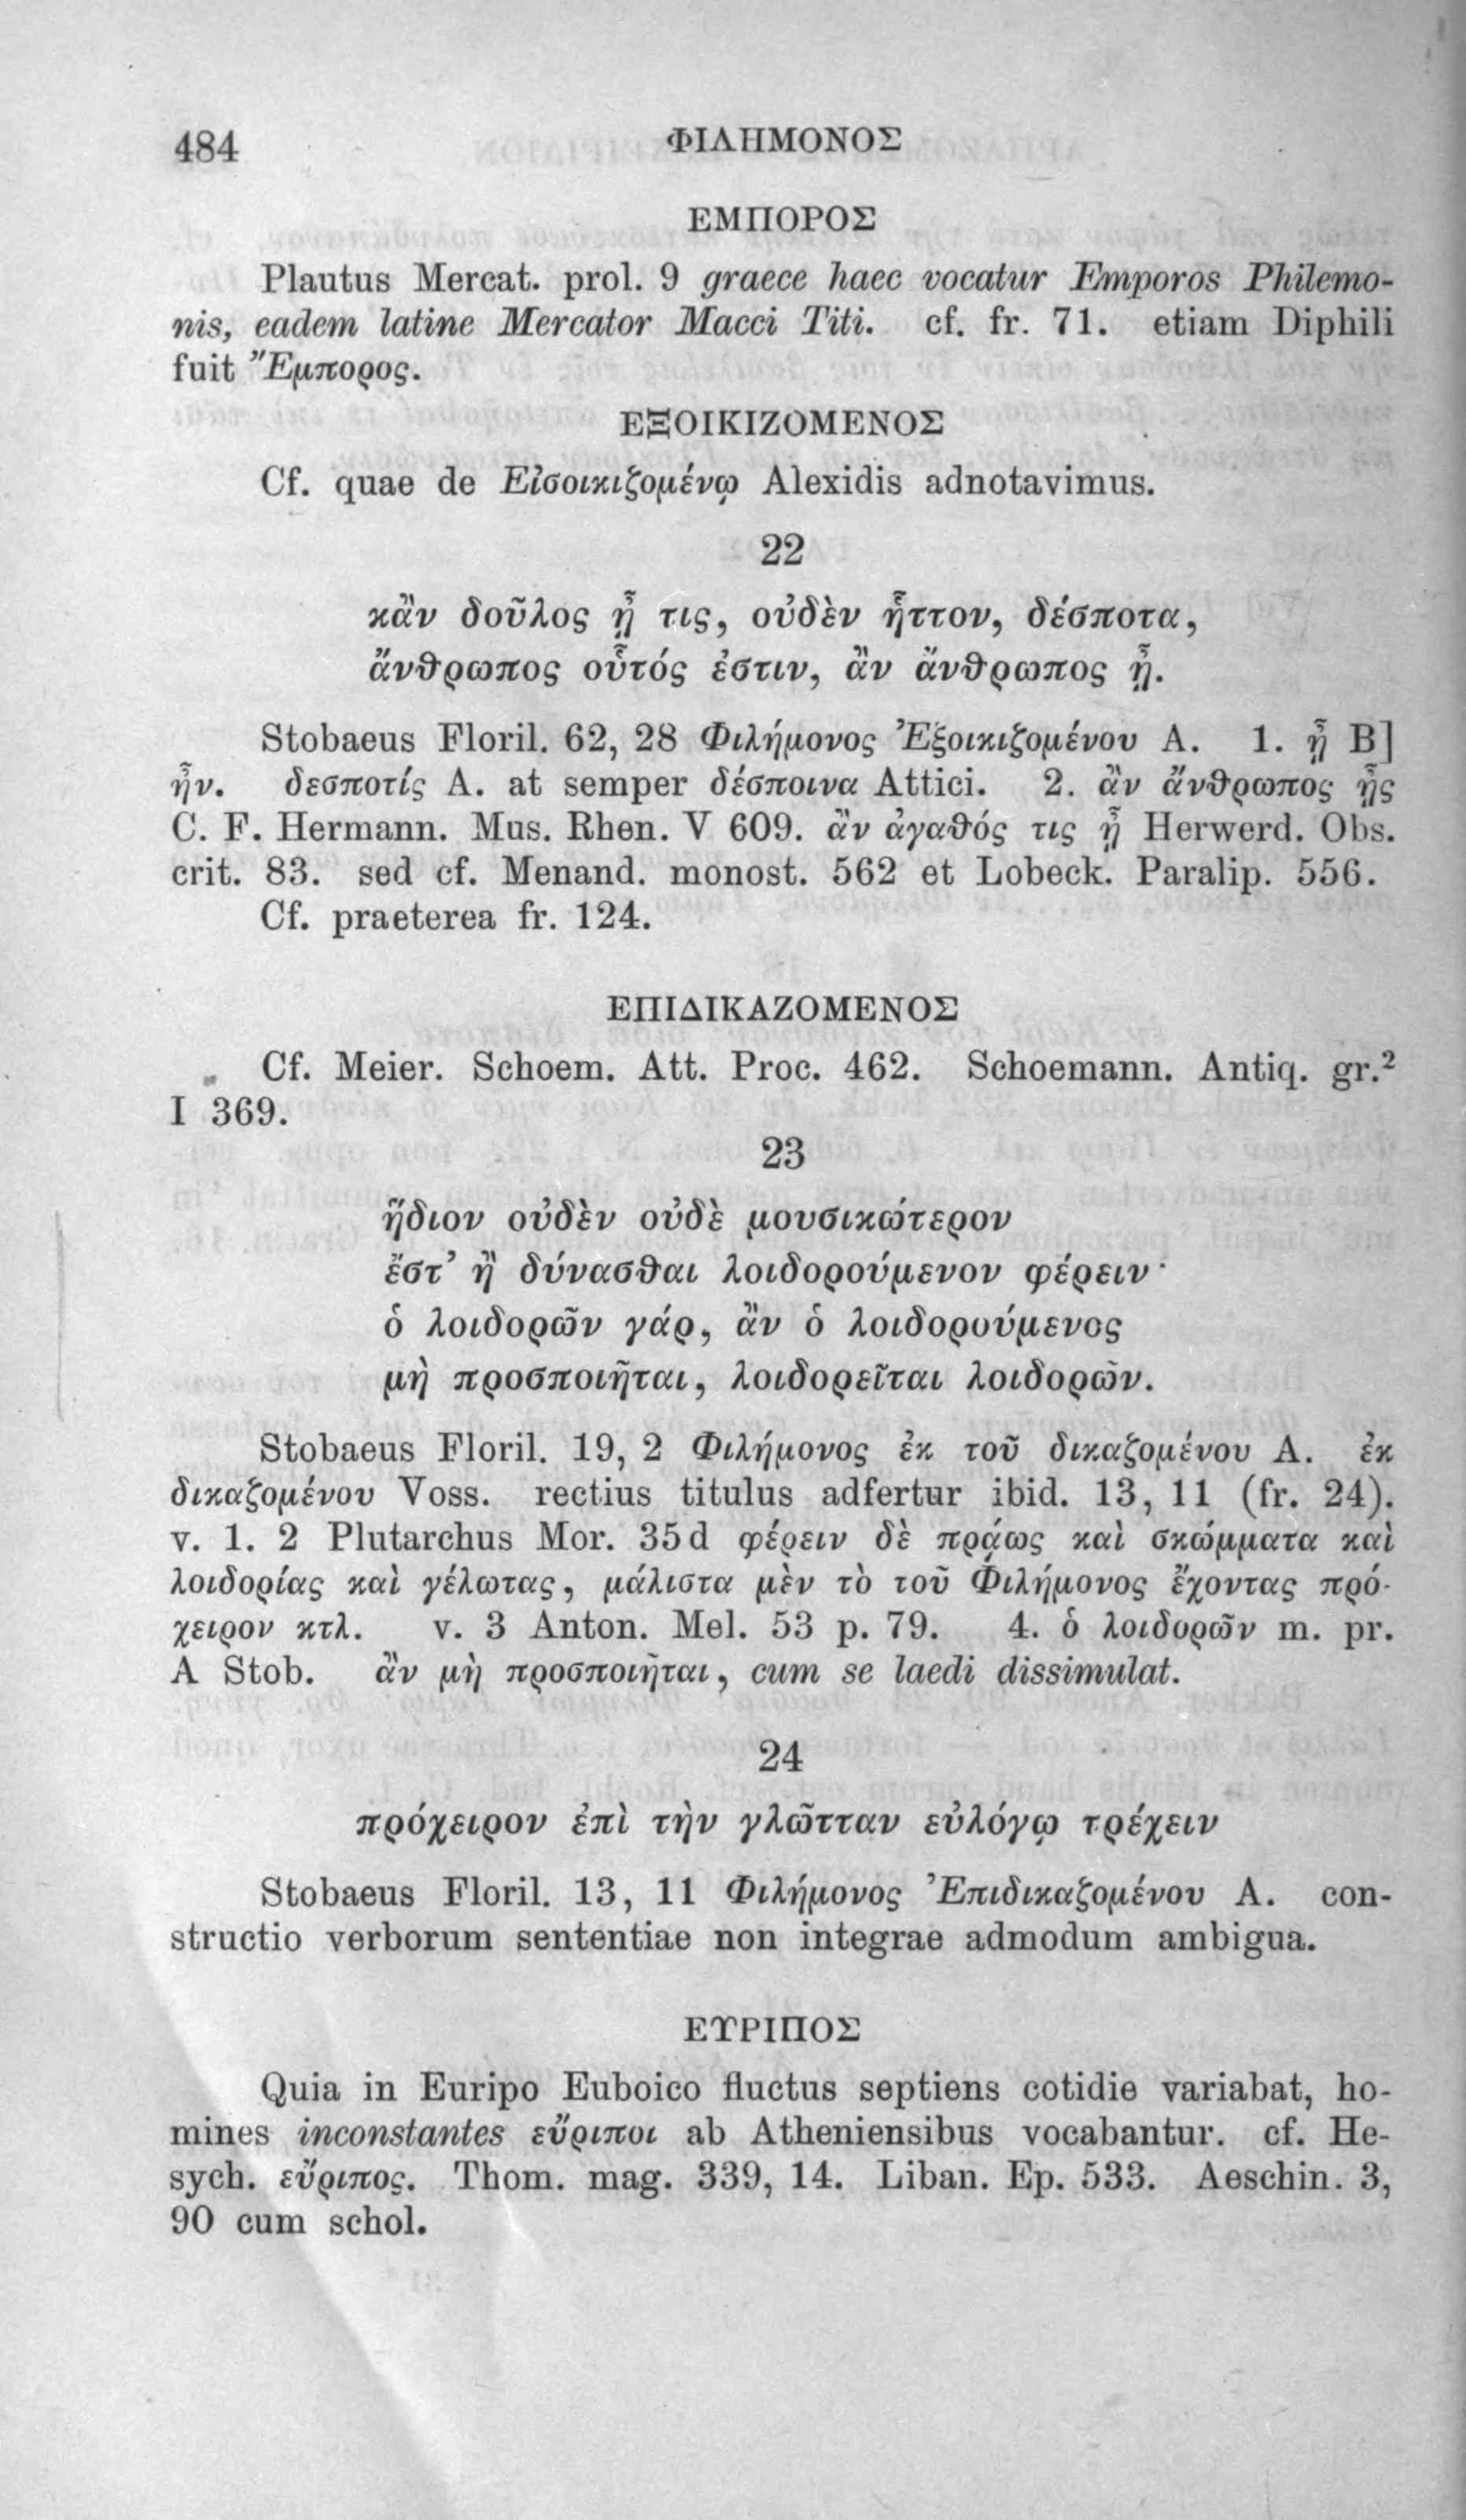 484
ΦΙΛΗΜΟΝΟΣ
ΕΜΠΟΡΟΣ
Plautus Mercat. prol. 9 graece haec vocatur Emporos Philemo-
nis, eadem latine Mercator Macci Titi. cf. fr. 71. etiam Diphili
fuit Ἔμπορος.
ΕΞΟΙΚΙΖΟΜΕΝΟΣ
Cf. quae de Εἰσοικιζομένῳ Alexidis adnotavimus.
22
κἂν δοῦλος ᾖ τις, οὐδὲν ἧττον, δέσποτα,
ἄνθρωπος οὗτός ἐστιν, ἂν ἄνθρωπος ᾖ.
Stobaeus Floril. 62, 28 Φιλήμονος Ἐξοικιζομένου A. 1. ᾖ B]
ἦν. δεσποτίς A. at semper δέσποινα Attici. 2. ἂν ἄνθρωπος ᾖς
C. F. Hermann. Mus. Rhen. V 609. ἂν ἀγαθός τις ᾖ Herwerd. Obs.
crit. 83. sed cf. Menand. monost. 562 et Lobeck. Paralip. 556.
Cf. praeterea fr. 124.
ΕΠΙΔΙΚΑΖΟΜΕΝΟΣ
Cf. Meier. Schoem. Att. Proc. 462. Schoemann. Antiq. gr.²
I 369.
23
ἥδιον οὐδὲν οὐδὲ μουσικώτερον
ἔστ’ ἢ δύνασθαι λοιδορούμενον φέρειν·
ὁ λοιδορῶν γάρ, ἂν ὁ λοιδορούμενος
μὴ προσποιῆται, λοιδορεῖται λοιδορῶν.
Stobaeus Floril. 19, 2 Φιλήμονος ἐκ τοῦ δικαζομένου A. ἐκ
δικαζομένου Voss. rectius titulus adfertur ibid. 13, 11 (fr. 24).
v. 1. 2 Plutarchus Mor. 35 d φέρειν δὲ πράως καὶ σκώμματα καὶ
λοιδορίας καὶ γέλωτας, μάλιστα μὲν τὸ τοῦ Φιλήμονος ἔχοντας πρό-
χειρον κτλ. v. 3 Anton. Mel. 53 p. 79. 4. ὁ λοιδορῶν m. pr.
A Stob. ἂν μὴ προσποιῆται, cum se laedi dissimulat.
24
πρόχειρον ἐπὶ τὴν γλῶτταν εὐλόγῳ τρέχειν
Stobaeus Floril. 13, 11 Φιλήμονος Ἐπιδικαζομένου A. con-
structio verborum sententiae non integrae admodum ambigua.
ΕΥΡΙΠΟΣ
Quia in Euripo Euboico fluctus septiens cotidie variabat, ho-
mines inconstantes εὔριποι ab Atheniensibus vocabantur. cf. He-
sych. εὔριπος. Thom. mag. 339, 14. Liban. Ep. 533. Aeschin. 3,
90 cum schol.